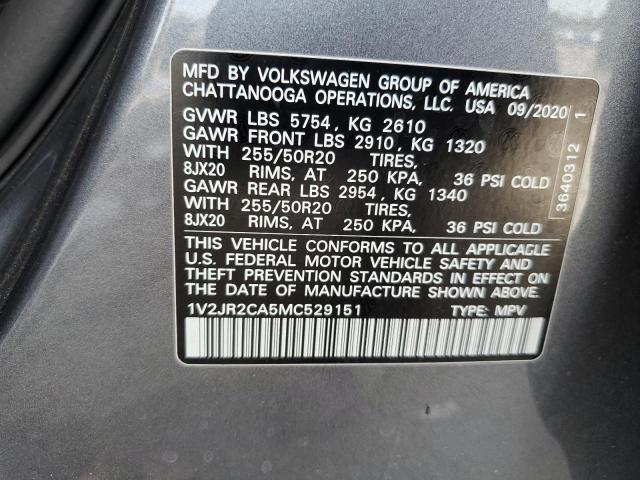 MFD BY VOLKSWAGEN GROUP OF AMERICA
CHATTANOOGA OPERATIONS, LLC. USA 09/2020
GVWR LBS 5754 , KG 2610
GAWR FRONT LBS 2910 , KG 1320
WITH 255/50R20 TIRES,
8JX20 RIMS, AT 250 KPA, 36 PSI COLD
GAWR REAR LBS 2954 , KG 1340
WITH 255/50R20 TIRES,
8JX20 RIMS, AT 250 KPA, 36 PSI COLD
THIS VEHICLE CONFORMS TO ALL APPLICABLE
U.S. FEDERAL MOTOR VEHICLE SAFETY AND
THEFT PREVENTION STANDARDS IN EFFECT ON
THE DATE OF MANUFACTURE SHOWN ABOVE.
1V2JR2CA5MC529151 TYPE: MPV
3640312 1